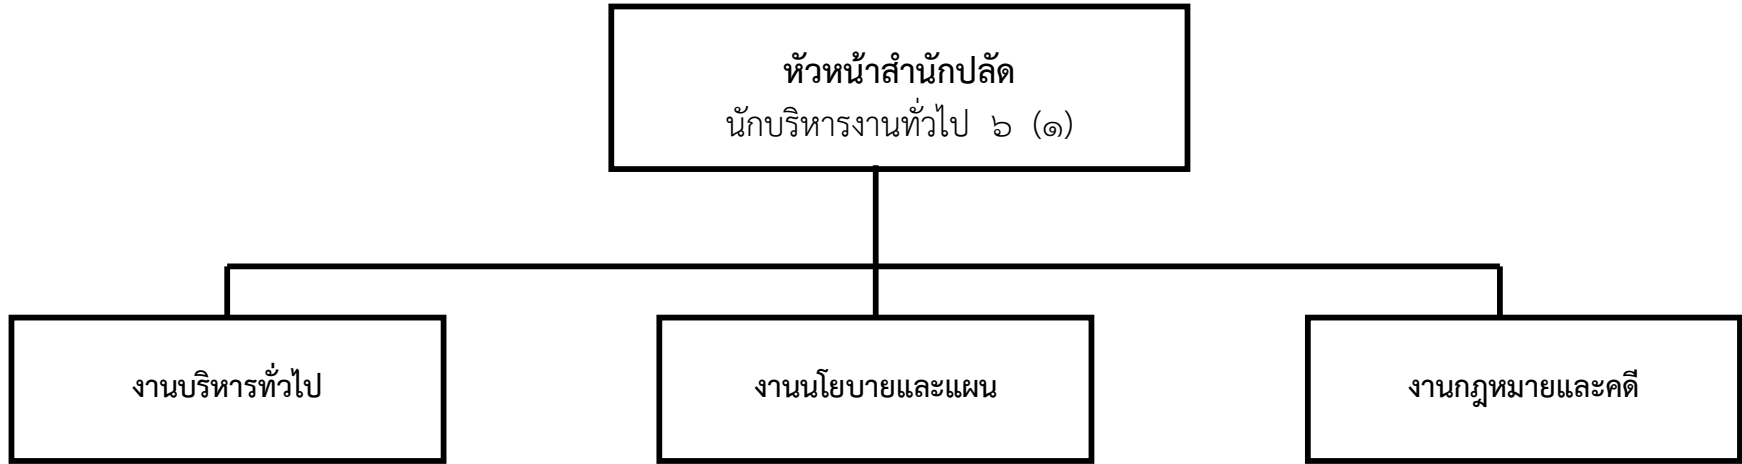 หัวหน้าสำนักปลัด
นักบริหารงานทั่วไป ๖ (๑)
งานบริหารทั่วไป
งานนโยบายและแผน
งานกฎหมายและคดี